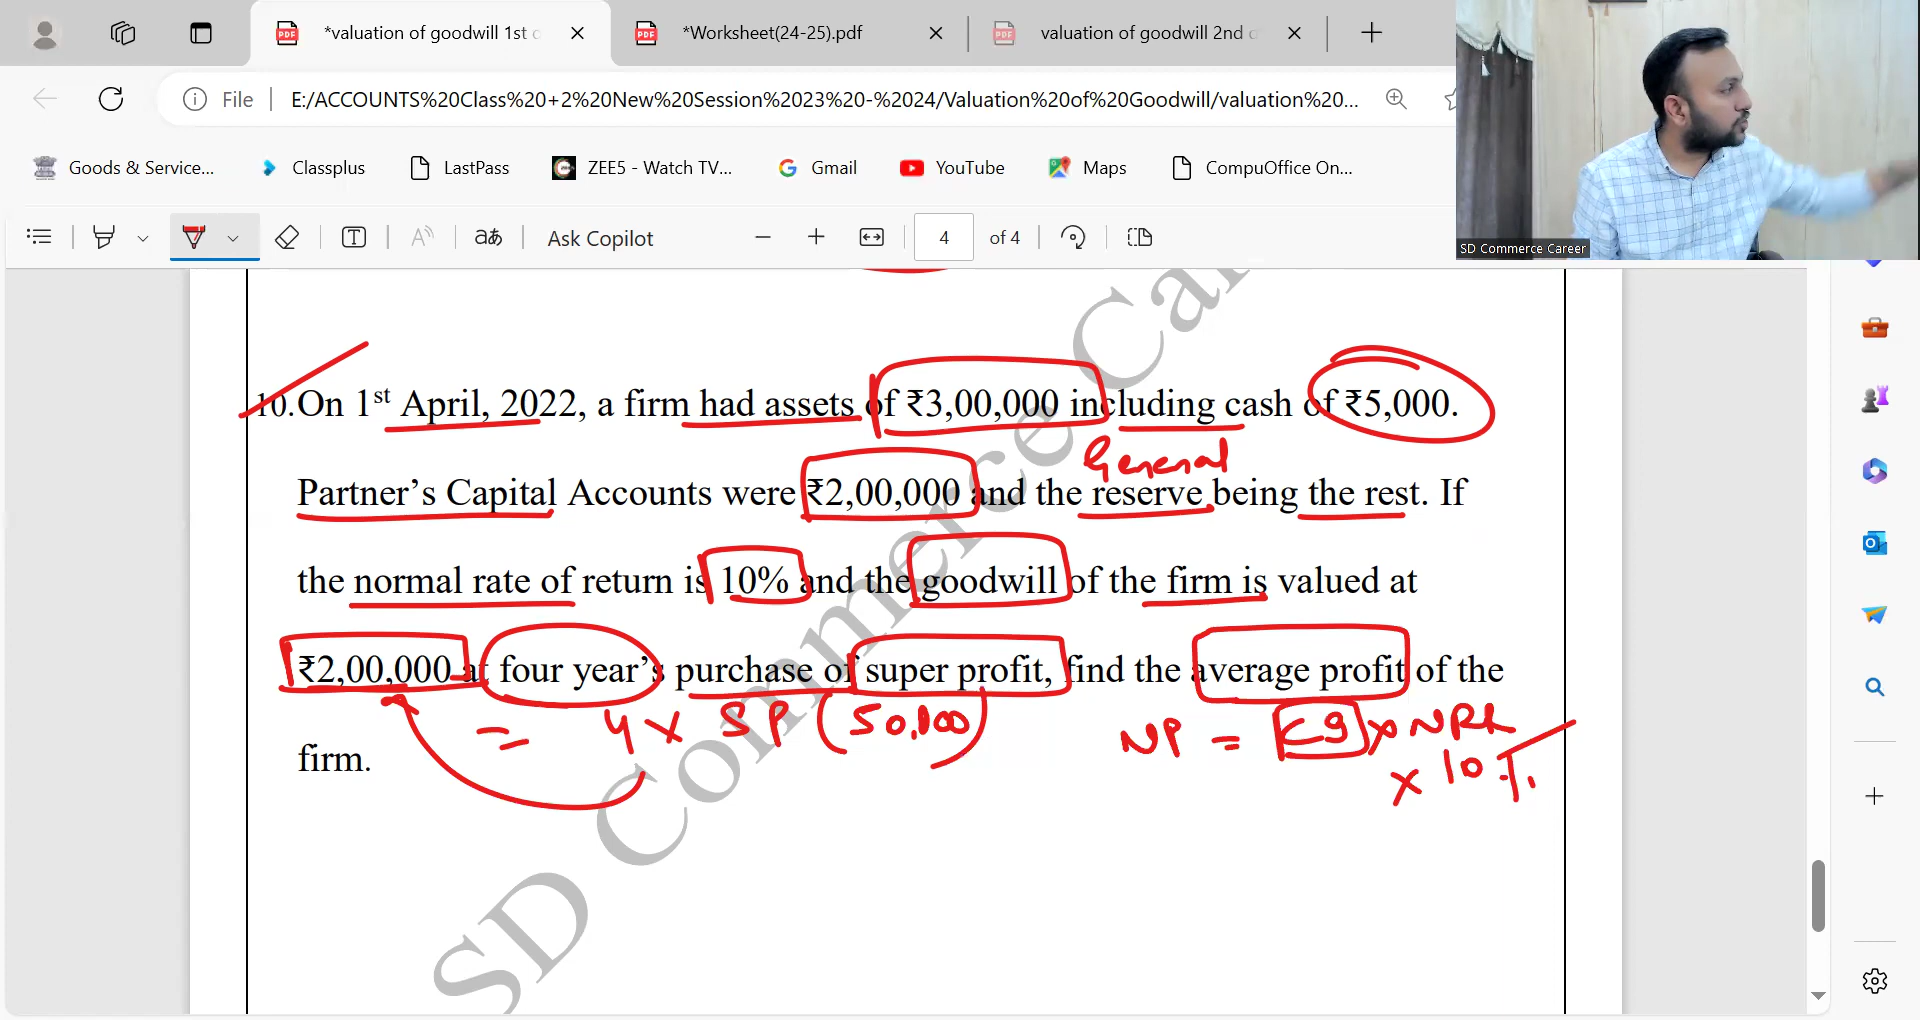 *valuation of goodwill 1st c
*Worksheet(24-25).pdf
valuation of goodwill 2nd c
File
E:/ACCOUNTS%20Class%20+2%20New%20Session%2023%20-%2024/Valuation%20of%20Goodwill/valuation%20...
Goods & Service...
Classplus
LastPass
ZEE5 - Watch TV...
Gmail
YouTube
Maps
CompuOffice On...
Ask Copilot
4 of 4
SD Commerce Career
10. On 1st April, 2022, a firm had assets of ₹3,00,000 including cash of ₹5,000.
General
Partner's Capital Accounts were ₹2,00,000 and the reserve being the rest. If
the normal rate of return is 10% and the goodwill of the firm is valued at
₹2,00,000 at four year's purchase of super profit, find the average profit of the
= 4 x SP (50,000)
NP = CE x NRR
firm.
x 10%
SD Commerce Car